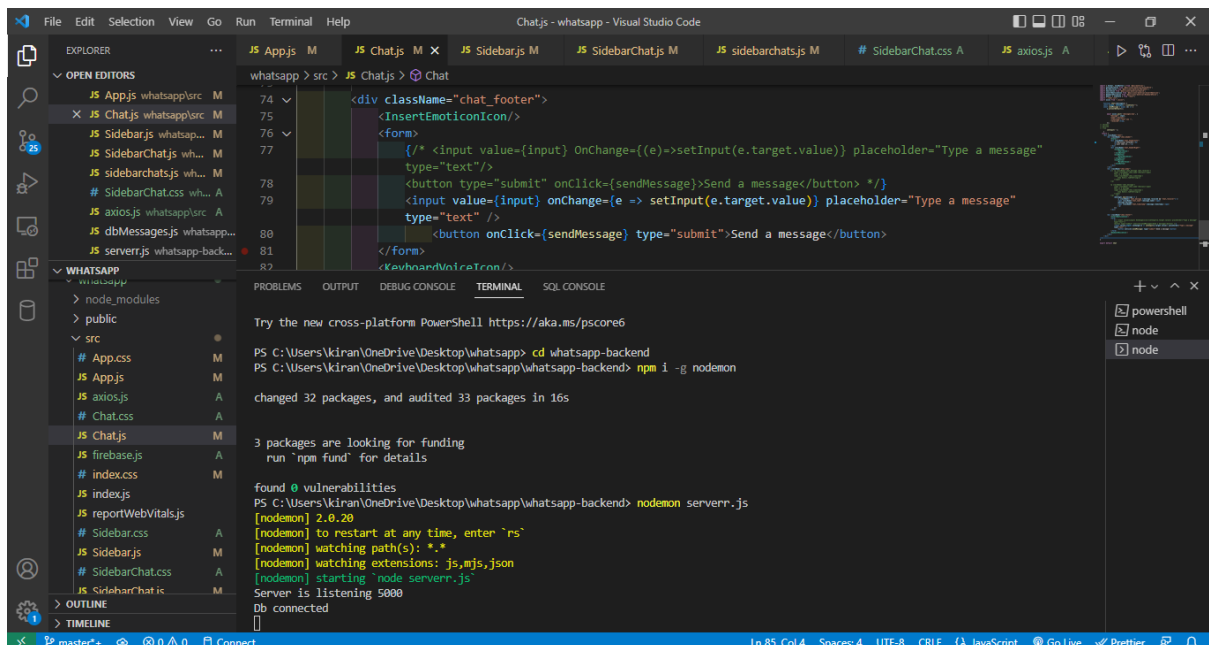 File Edit Selection View Go Run Terminal Help Chat.js - whatsapp - Visual Studio Code
EXPLORER
OPEN EDITORS
JS App.js whatsapp\src M
JS Chat.js whatsapp\src M
JS Sidebar.js whatsap... M
JS SidebarChat.js wh... M
JS sidebarchats.js wh... M
# SidebarChat.css wh... A
JS axios.js whatsapp\src A
JS dbMessages.js whatsapp...
JS serverr.js whatsapp-back...
WHATSAPP
whatsapp
node_modules
public
src
# App.css M
JS App.js M
JS axios.js A
# Chat.css A
JS Chat.js M
JS firebase.js A
# index.css M
JS index.js
JS reportWebVitals.js
# Sidebar.css A
JS Sidebar.js M
# SidebarChat.css A
JS SidebarChat.js M
OUTLINE
TIMELINE
25
1
JS App.js M JS Chat.js M JS Sidebar.js M JS SidebarChat.js M JS sidebarchats.js M # SidebarChat.css A JS axios.js A
whatsapp > src > JS Chat.js > Chat
74 <div className="chat_footer">
75 <InsertEmoticonIcon/>
76 <form>
77 {/* <input value={input} OnChange={(e)=>setInput(e.target.value)} placeholder="Type a message"
type="text"/>
78 <button type="submit" onClick={sendMessage}>Send a message</button> */}
79 <input value={input} onChange={e => setInput(e.target.value)} placeholder="Type a message"
type="text" />
80 <button onClick={sendMessage} type="submit">Send a message</button>
81 </form>
82 <KeyboardVoiceIcon/>
PROBLEMS OUTPUT DEBUG CONSOLE TERMINAL SQL CONSOLE
Try the new cross-platform PowerShell https://aka.ms/pscore6
PS C:\Users\kiran\OneDrive\Desktop\whatsapp> cd whatsapp-backend
PS C:\Users\kiran\OneDrive\Desktop\whatsapp\whatsapp-backend> npm i -g nodemon
changed 32 packages, and audited 33 packages in 16s
3 packages are looking for funding
run `npm fund` for details
found 0 vulnerabilities
PS C:\Users\kiran\OneDrive\Desktop\whatsapp\whatsapp-backend> nodemon serverr.js
[nodemon] 2.0.20
[nodemon] to restart at any time, enter `rs`
[nodemon] watching path(s): *.*
[nodemon] watching extensions: js,mjs,json
[nodemon] starting `node serverr.js`
Server is listening 5000
Db connected
powershell
node
node
master*+ 0 0 0 Connect Ln 85, Col 4 Spaces: 4 UTF-8 CRLF {} JavaScript Go Live Prettier